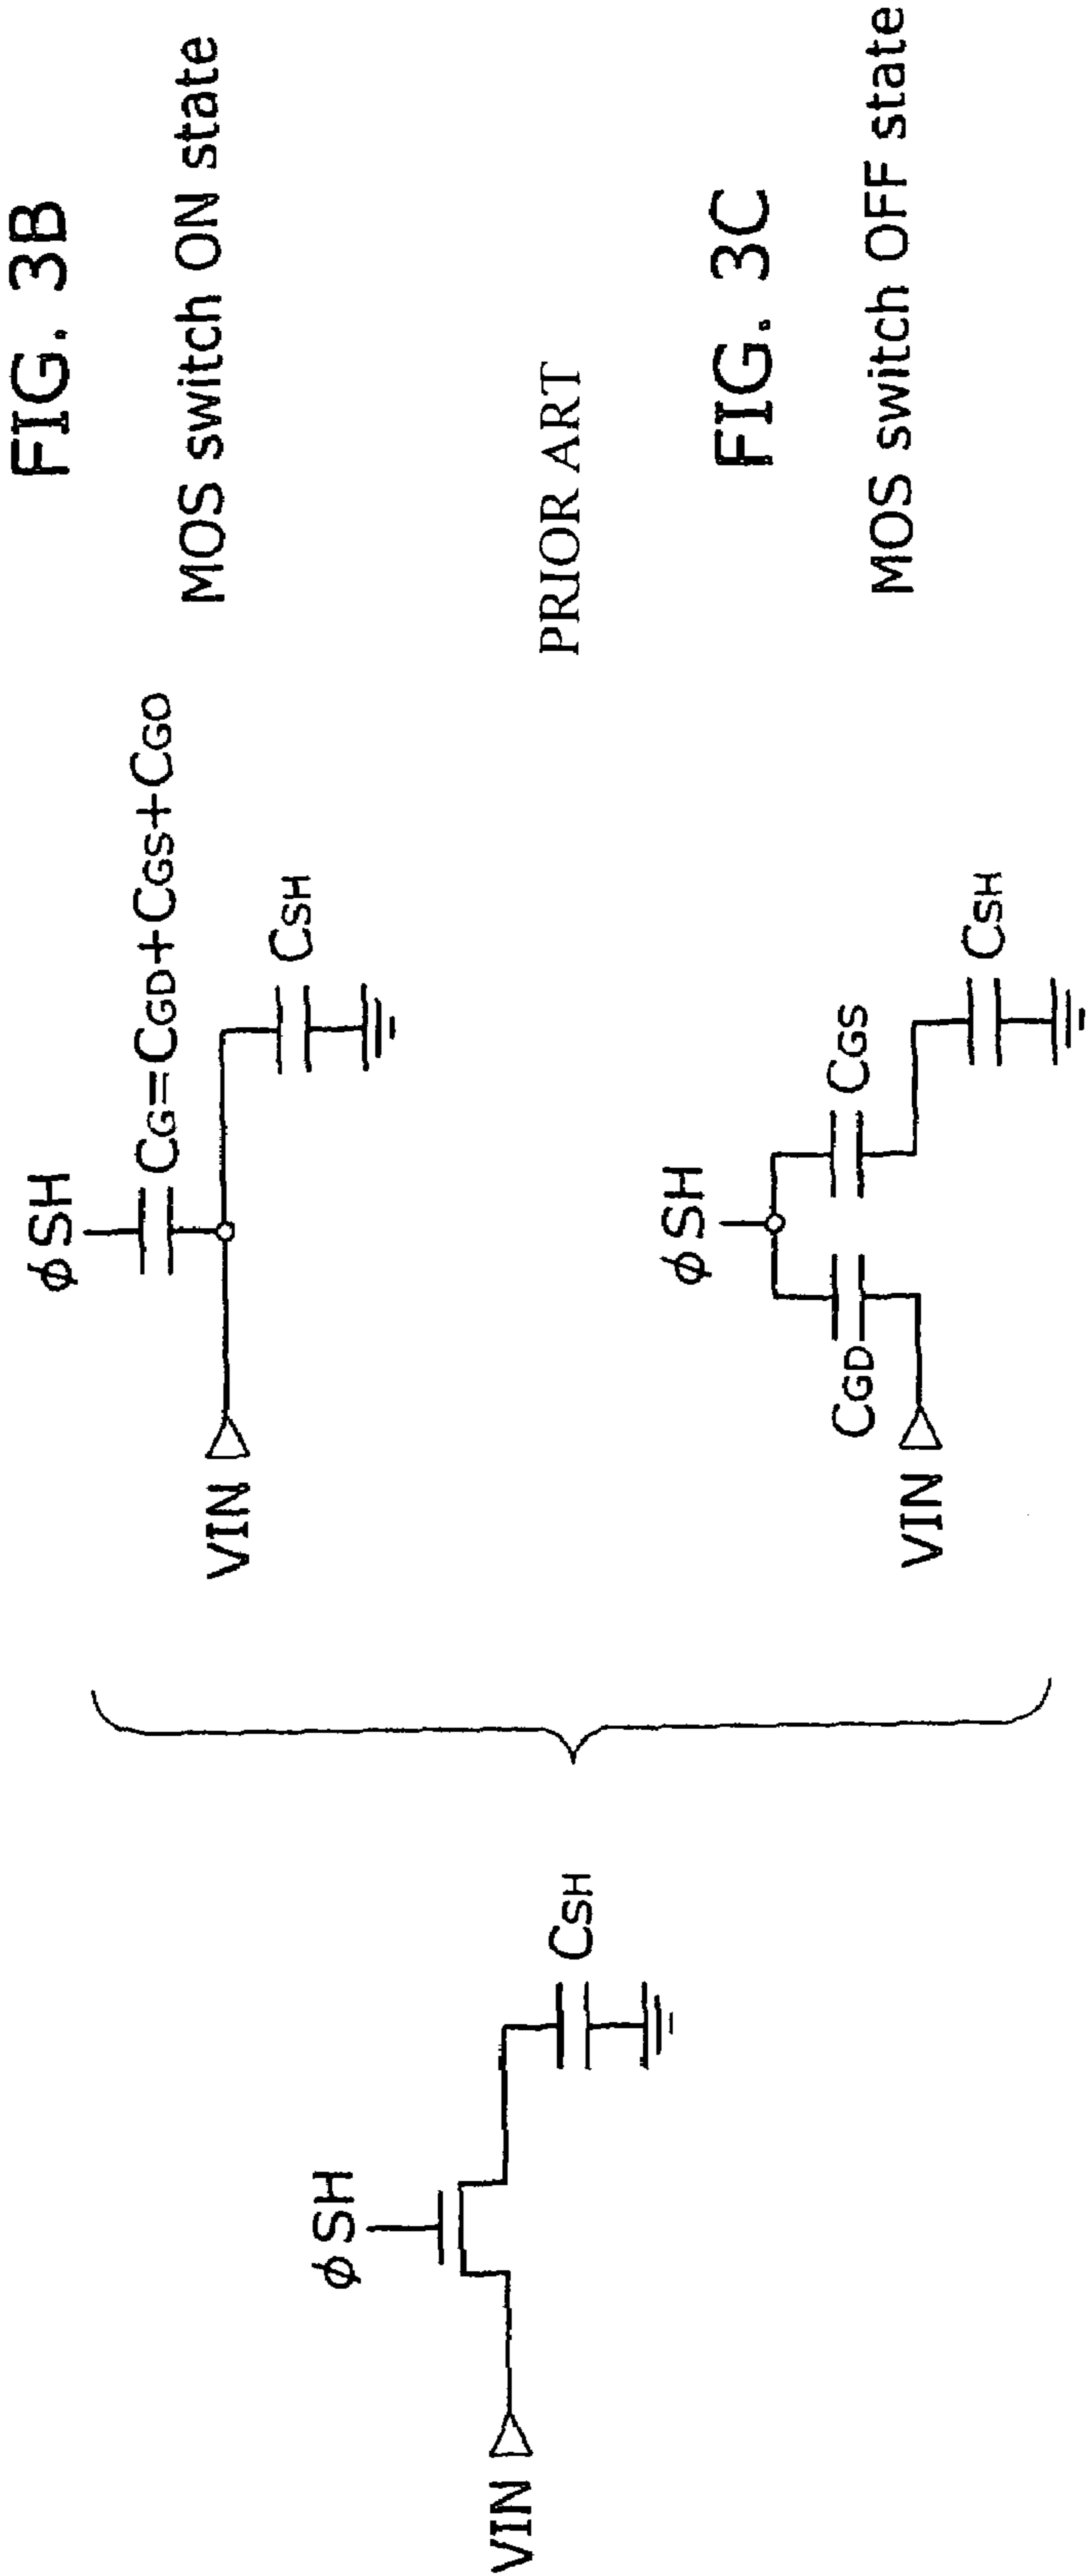 φSH
VIN
CSH
FIG. 3B
MOS switch ON state
φSH
CG=CGD+CGS+CGO
VIN
CSH
PRIOR ART
FIG. 3C
MOS switch OFF state
φSH
CGD
CGS
VIN
CSH